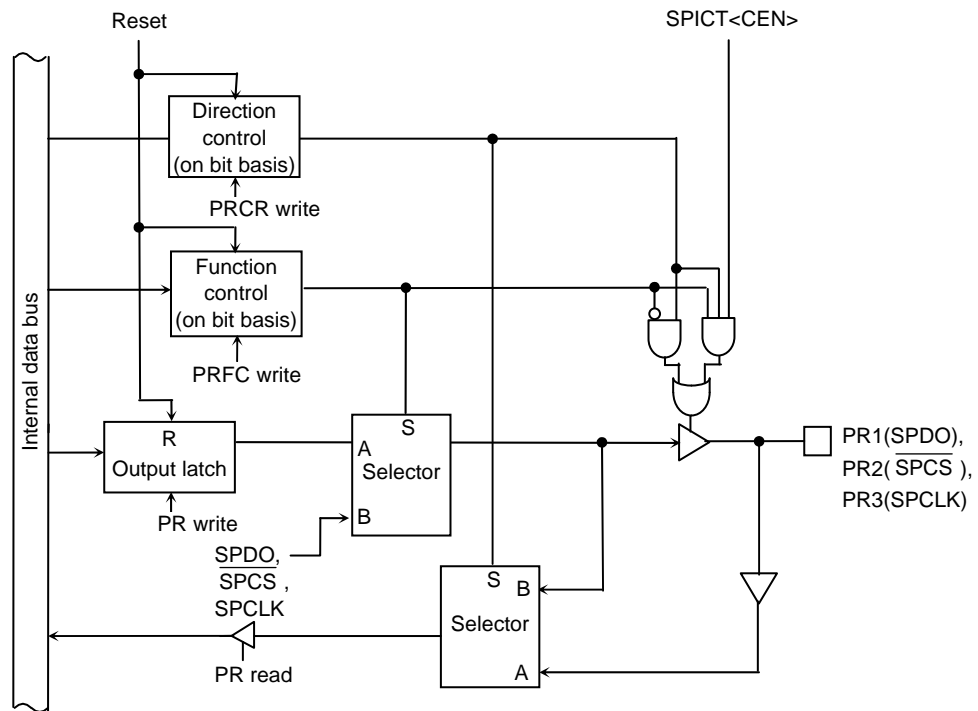 Reset
SPICT<CEN>
Direction
control
(on bit basis)
PRCR write
Internal data bus
Function
control
(on bit basis)
PRFC write
R
Output latch
PR write
S
A
Selector
B
PR1(SPDO),
PR2( SPCS ),
PR3(SPCLK)
SPDO,
SPCS ,
SPCLK
S
B
Selector
A
PR read